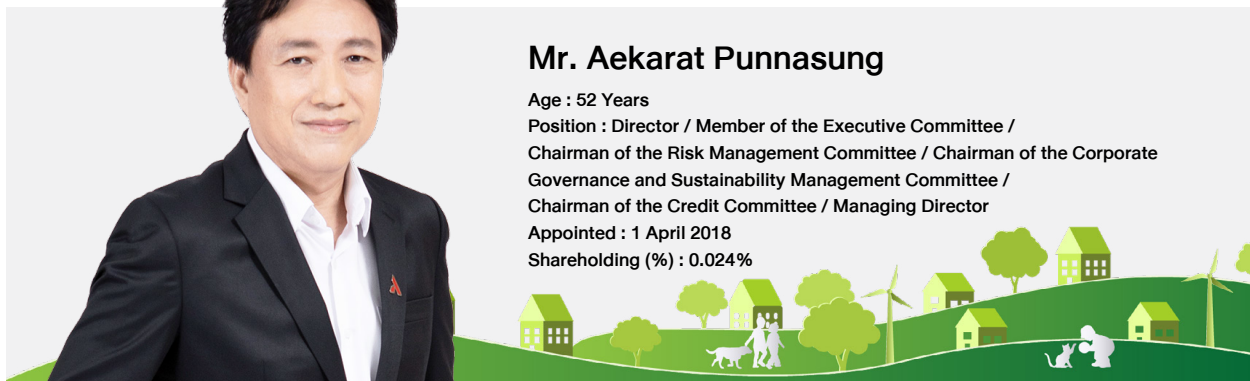 Mr. Aekarat Punnasung
Age : 52 Years
Position : Director / Member of the Executive Committee /
Chairman of the Risk Management Committee / Chairman of the Corporate
Governance and Sustainability Management Committee /
Chairman of the Credit Committee / Managing Director
Appointed : 1 April 2018
Shareholding (%) : 0.024%